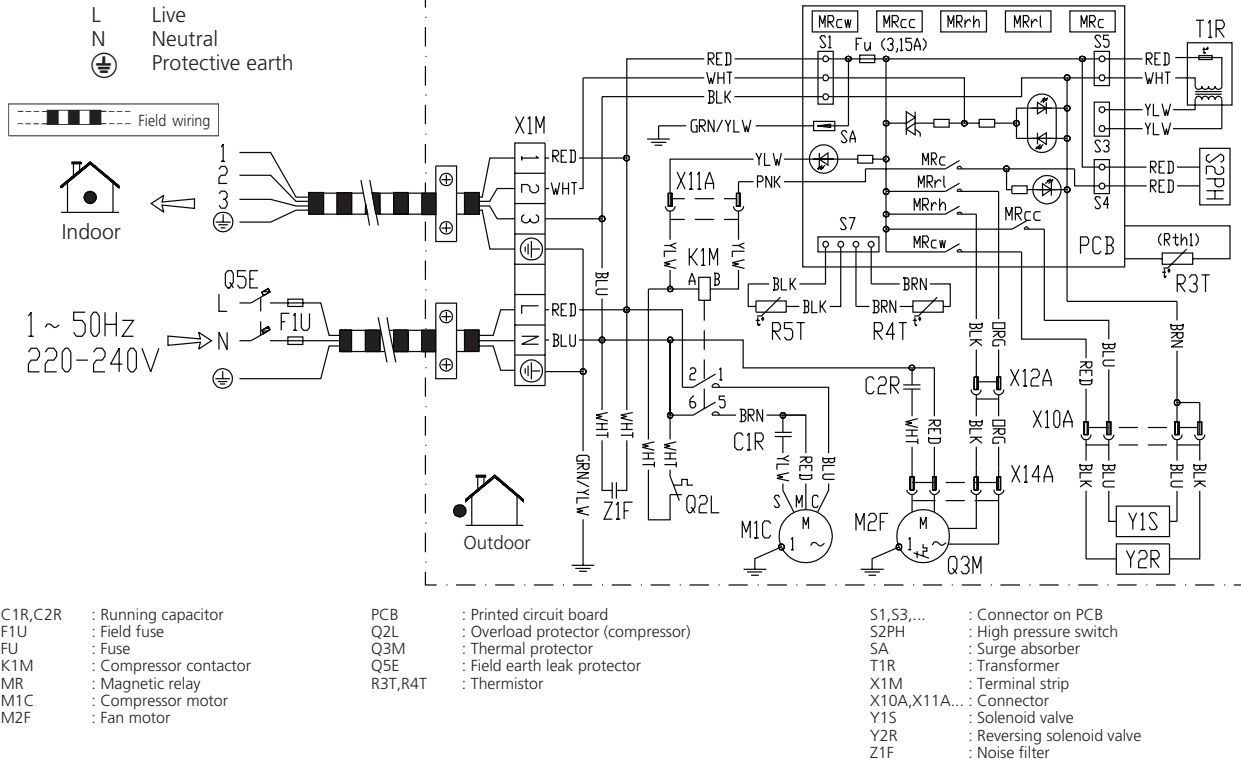 L Live
N Neutral
Protective earth
Field wiring
Indoor
1
2
3
Q5E
L
N
F1U
1 ~ 50Hz
220-240V
X1M
1
2
3
L
N
RED
WHT
RED
BLU
BLU
WHT
WHT
GRN/YLW
Z1F
Outdoor
RED
WHT
BLK
GRN/YLW
YLW
PNK
X11A
YLW
YLW
K1M
A B
2 1
6 5
BRN
WHT
WHT
Q2L
C1R
YLW
RED
BLU
S M C
M
1 ~
M1C
MRcw MRcc MRrh MRrl MRc
S1
Fu (3,15A)
S5
SA
S3
S4
MRc
MRrl
MRrh
MRcc
MRcw
PCB
S7
BLK
BLK
R5T
BRN
BRN
R4T
T1R
RED
WHT
YLW
YLW
RED
RED
S2PH
(Rth1)
R3T
BLK
ORG
X12A
BLK
ORG
X14A
C2R
WHT
RED
M2F
M
1 ~
Q3M
RED
BLU
BRN
X10A
BLK
BLU
BLU
BLK
Y1S
Y2R
C1R,C2R : Running capacitor
F1U : Field fuse
FU : Fuse
K1M : Compressor contactor
MR : Magnetic relay
M1C : Compressor motor
M2F : Fan motor
PCB : Printed circuit board
Q2L : Overload protector (compressor)
Q3M : Thermal protector
Q5E : Field earth leak protector
R3T,R4T : Thermistor
S1,S3,... : Connector on PCB
S2PH : High pressure switch
SA : Surge absorber
T1R : Transformer
X1M : Terminal strip
X10A,X11A... : Connector
Y1S : Solenoid valve
Y2R : Reversing solenoid valve
Z1F : Noise filter